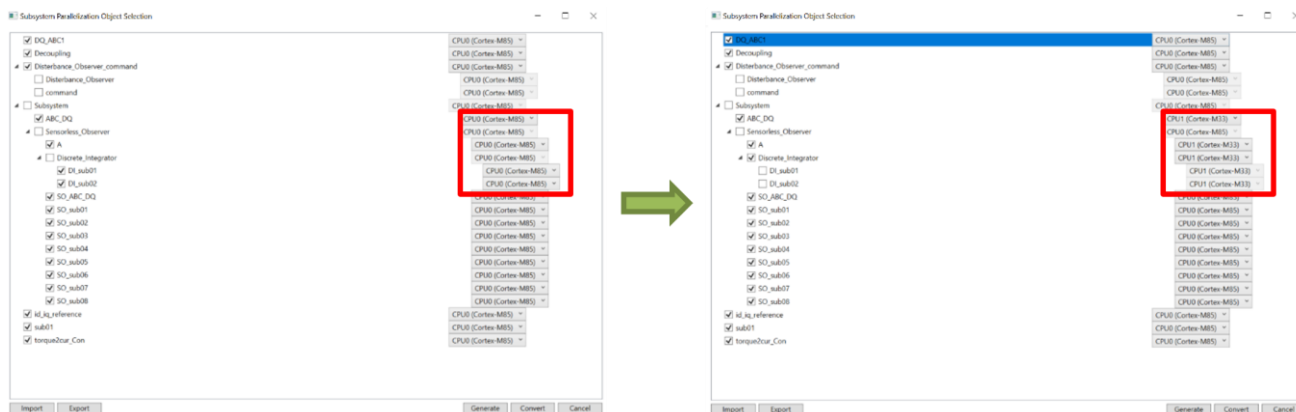 Subsystem Parallelization Object Selection
DQ_ABC1 CPU0 (Cortex-M85)
Decoupling CPU0 (Cortex-M85)
Disterbance_Observer_command CPU0 (Cortex-M85)
Disterbance_Observer CPU0 (Cortex-M85)
command CPU0 (Cortex-M85)
Subsystem CPU0 (Cortex-M85)
ABC_DQ CPU0 (Cortex-M85)
Sensorless_Observer CPU0 (Cortex-M85)
A CPU0 (Cortex-M85)
Discrete_Integrator CPU0 (Cortex-M85)
DI_sub01 CPU0 (Cortex-M85)
DI_sub02 CPU0 (Cortex-M85)
SO_ABC_DQ CPU0 (Cortex-M85)
SO_sub01 CPU0 (Cortex-M85)
SO_sub02 CPU0 (Cortex-M85)
SO_sub03 CPU0 (Cortex-M85)
SO_sub04 CPU0 (Cortex-M85)
SO_sub05 CPU0 (Cortex-M85)
SO_sub06 CPU0 (Cortex-M85)
SO_sub07 CPU0 (Cortex-M85)
SO_sub08 CPU0 (Cortex-M85)
id_iq_reference CPU0 (Cortex-M85)
sub01 CPU0 (Cortex-M85)
torque2cur_Con CPU0 (Cortex-M85)
Import Export Generate Convert Cancel
Subsystem Parallelization Object Selection
DQ_ABC1 CPU0 (Cortex-M85)
Decoupling CPU0 (Cortex-M85)
Disterbance_Observer_command CPU0 (Cortex-M85)
Disterbance_Observer CPU0 (Cortex-M85)
command CPU0 (Cortex-M85)
Subsystem CPU0 (Cortex-M85)
ABC_DQ CPU1 (Cortex-M33)
Sensorless_Observer CPU0 (Cortex-M85)
A CPU1 (Cortex-M33)
Discrete_Integrator CPU1 (Cortex-M33)
DI_sub01 CPU1 (Cortex-M33)
DI_sub02 CPU1 (Cortex-M33)
SO_ABC_DQ CPU0 (Cortex-M85)
SO_sub01 CPU0 (Cortex-M85)
SO_sub02 CPU0 (Cortex-M85)
SO_sub03 CPU0 (Cortex-M85)
SO_sub04 CPU0 (Cortex-M85)
SO_sub05 CPU0 (Cortex-M85)
SO_sub06 CPU0 (Cortex-M85)
SO_sub07 CPU0 (Cortex-M85)
SO_sub08 CPU0 (Cortex-M85)
id_iq_reference CPU0 (Cortex-M85)
sub01 CPU0 (Cortex-M85)
torque2cur_Con CPU0 (Cortex-M85)
Import Export Generate Convert Cancel